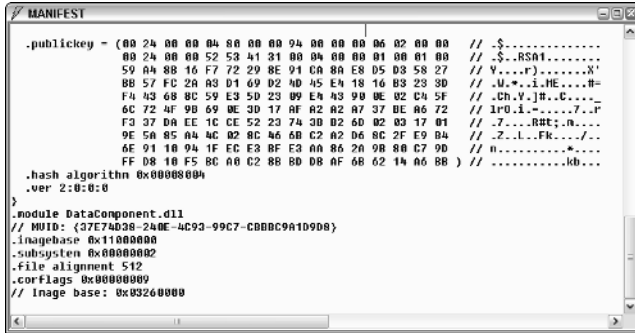 MANIFEST
.publickey = (00 24 00 00 04 80 00 00 94 00 00 00 06 02 00 00 // .$..............
00 24 00 00 52 53 41 31 00 04 00 00 01 00 01 00 // .$..RSA1........
59 A4 8B 16 F7 72 29 8E 91 CA 8A E8 D5 D3 58 27 // Y....r).......X'
BB 57 FC 2A A3 D1 69 D2 4D 45 E4 18 16 B3 23 3D // .W.*..i.ME....#=
F4 43 68 8C 59 E3 5D 23 09 E4 43 90 0E 02 C4 5F // .Ch.Y.]#..C...._
6C 72 4F 9D 69 0E 3D 17 AF A2 A2 A7 37 BE A6 72 // lrO.i.=.....7..r
F3 37 DA EE 1C CE 52 23 74 3B B2 6D 02 03 17 01 // .7....R#t;.m....
9E 5A 85 A4 4C 02 8C 46 6B C2 A2 D6 8C 2F E9 B4 // .Z..L..Fk..../..
6E 91 10 94 1F EC E3 BF E3 AA 86 2A 9B 80 C7 9D // n..........*....
FF D8 10 F5 BC A0 C2 8B BD DB AF 6B 62 14 A6 BB ) // ...........kb...
.hash algorithm 0x00008004
.ver 2:0:0:0
}
.module DataComponent.dll
// MVID: {37E74D38-240E-4C93-99C7-CBBBC9A1D9D8}
.imagebase 0x11000000
.subsystem 0x00000002
.file alignment 512
.corflags 0x00000009
// Image base: 0x03260000